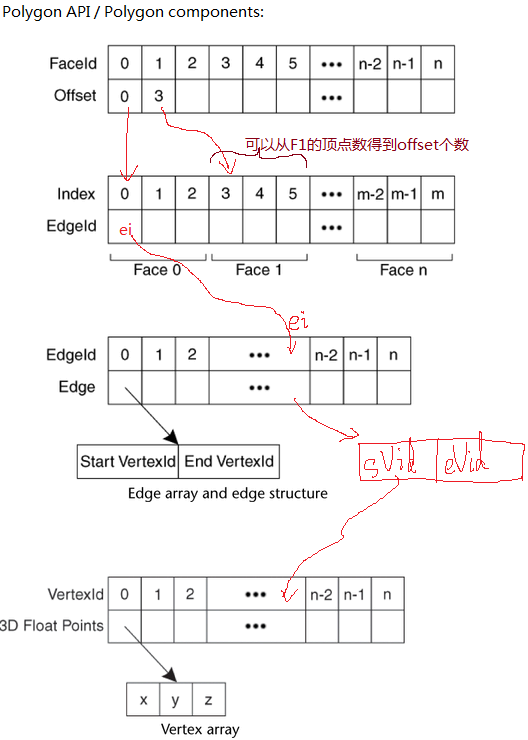 Polygon API / Polygon components:
FaceId 0 1 2 3 4 5 ••• n-2 n-1 n
Offset 0 3 •••
可以从F1的顶点数得到offset个数
Index 0 1 2 3 4 5 ••• m-2 m-1 m
EdgeId ei •••
Face 0 Face 1 Face n
ei
EdgeId 0 1 2 ••• n-2 n-1 n
Edge •••
Start VertexId End VertexId
sVid eVid
Edge array and edge structure
VertexId 0 1 2 ••• n-2 n-1 n
3D Float Points •••
x y z
Vertex array